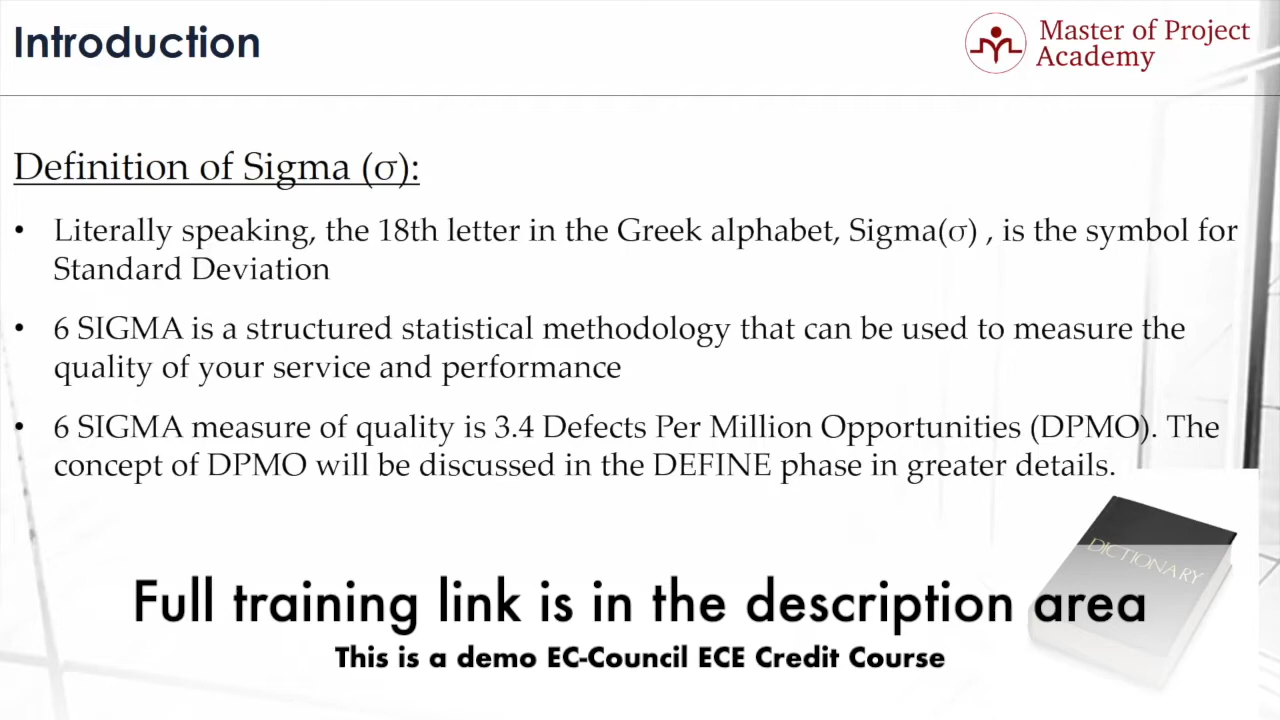 Introduction
Master of Project
Academy
Definition of Sigma (σ):
• Literally speaking, the 18th letter in the Greek alphabet, Sigma(σ) , is the symbol for
Standard Deviation
• 6 SIGMA is a structured statistical methodology that can be used to measure the
quality of your service and performance
• 6 SIGMA measure of quality is 3.4 Defects Per Million Opportunities (DPMO). The
concept of DPMO will be discussed in the DEFINE phase in greater details.
DICTIONARY
Full training link is in the description area
This is a demo EC-Council ECE Credit Course